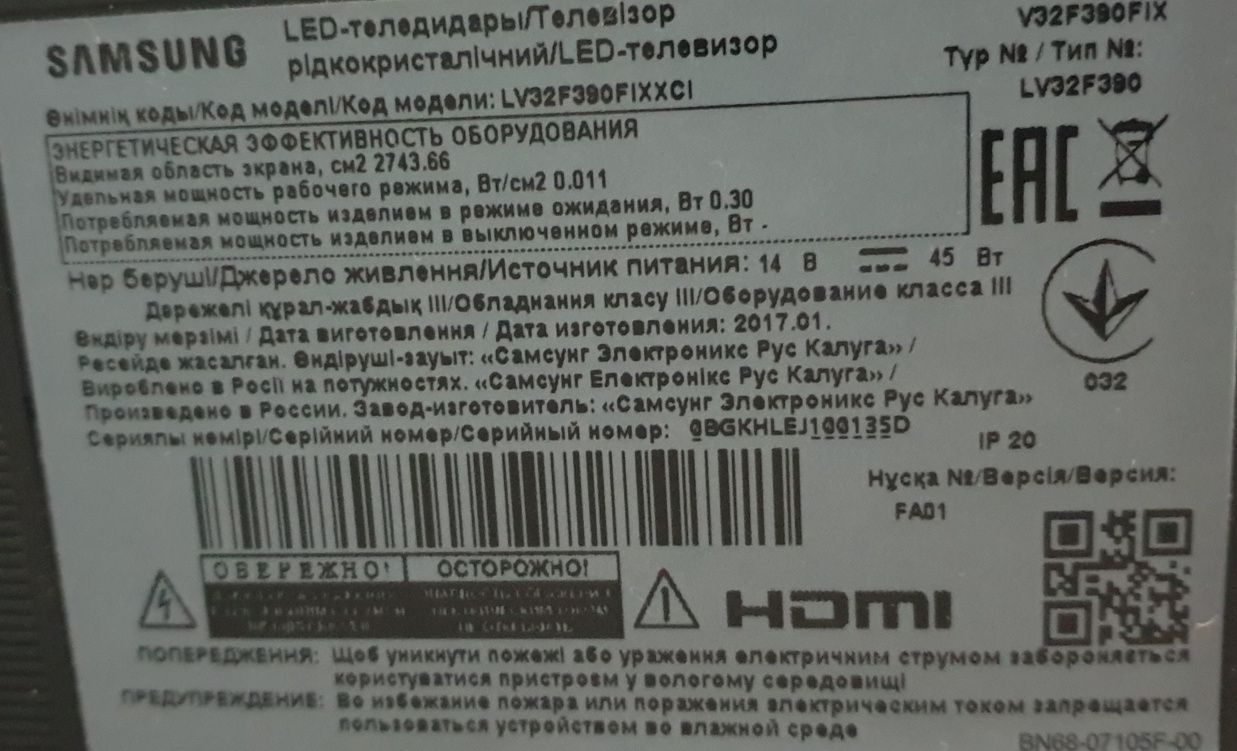 SAMSUNG
LED-теледидары/Телевізор
рідкокристалічний/LED-телевизор
V32F390FIX
Түр № / Тип №:
LV32F390
Өнімнің коды/Код моделі/Код модели: LV32F390FIXXCI
ЭНЕРГЕТИЧЕСКАЯ ЭФФЕКТИВНОСТЬ ОБОРУДОВАНИЯ
Видимая область экрана, см2 2743.66
Удельная мощность рабочего режима, Вт/см2 0.011
Потребляемая мощность изделием в режиме ожидания, Вт 0.30
Потребляемая мощность изделием в выключенном режиме, Вт -
EAC
Нәр беруші/Джерело живлення/Источник питания: 14 В 45 Вт
Дәрежелі құрал-жабдық III/Обладнання класу III/Оборудование класса III
Өндіру мерзімі / Дата виготовлення / Дата изготовления: 2017.01.
Ресейде жасалған. Өндіруші-зауыт: «Самсунг Электроникс Рус Калуга» /
Вироблено в Росії на потужностях. «Самсунг Електронікс Рус Калуга» /
Произведено в России. Завод-изготовитель: «Самсунг Электроникс Рус Калуга»
032
Сериялы нөмірі/Серійний номер/Серийный номер: 0BGKHLEJ100135D
IP 20
Нұсқа №/Версія/Версия:
FA01
ОБЕРЕЖНО! ОСТОРОЖНО!
HDMI
ПОПЕРЕДЖЕННЯ: Щоб уникнути пожежі або ураження електричним струмом забороняється
користуватися пристроєм у вологому середовищі
ПРЕДУПРЕЖДЕНИЕ: Во избежание пожара или поражения электрическим током запрещается
пользоваться устройством во влажной среде
BN68-07105F-00